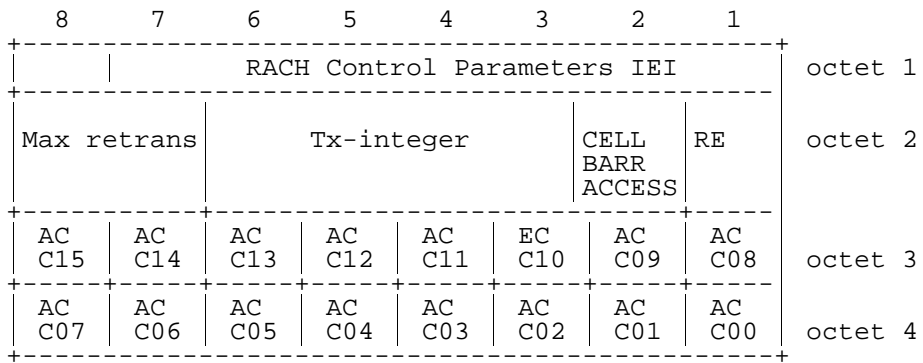 8 7 6 5 4 3 2 1
RACH Control Parameters IEI octet 1
Max retrans Tx-integer CELL RE octet 2
BARR
ACCESS
AC AC AC AC AC EC AC AC
C15 C14 C13 C12 C11 C10 C09 C08 octet 3
AC AC AC AC AC AC AC AC
C07 C06 C05 C04 C03 C02 C01 C00 octet 4